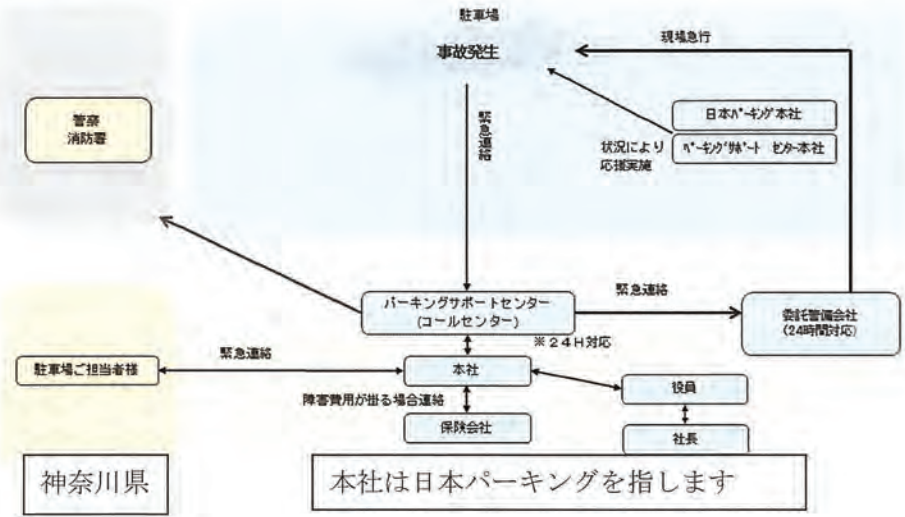 駐車場
事故発生
現場急行
警察
消防署
緊急連絡
日本パーキング本社
状況により
応援実施
パーキングサポート センター本社
パーキングサポートセンター
(コールセンター)
緊急連絡
委託警備会社
(24時間対応)
※24H対応
緊急連絡
駐車場ご担当者様
本社
役員
障害費用が掛る場合連絡
保険会社
社長
神奈川県
本社は日本パーキングを指します